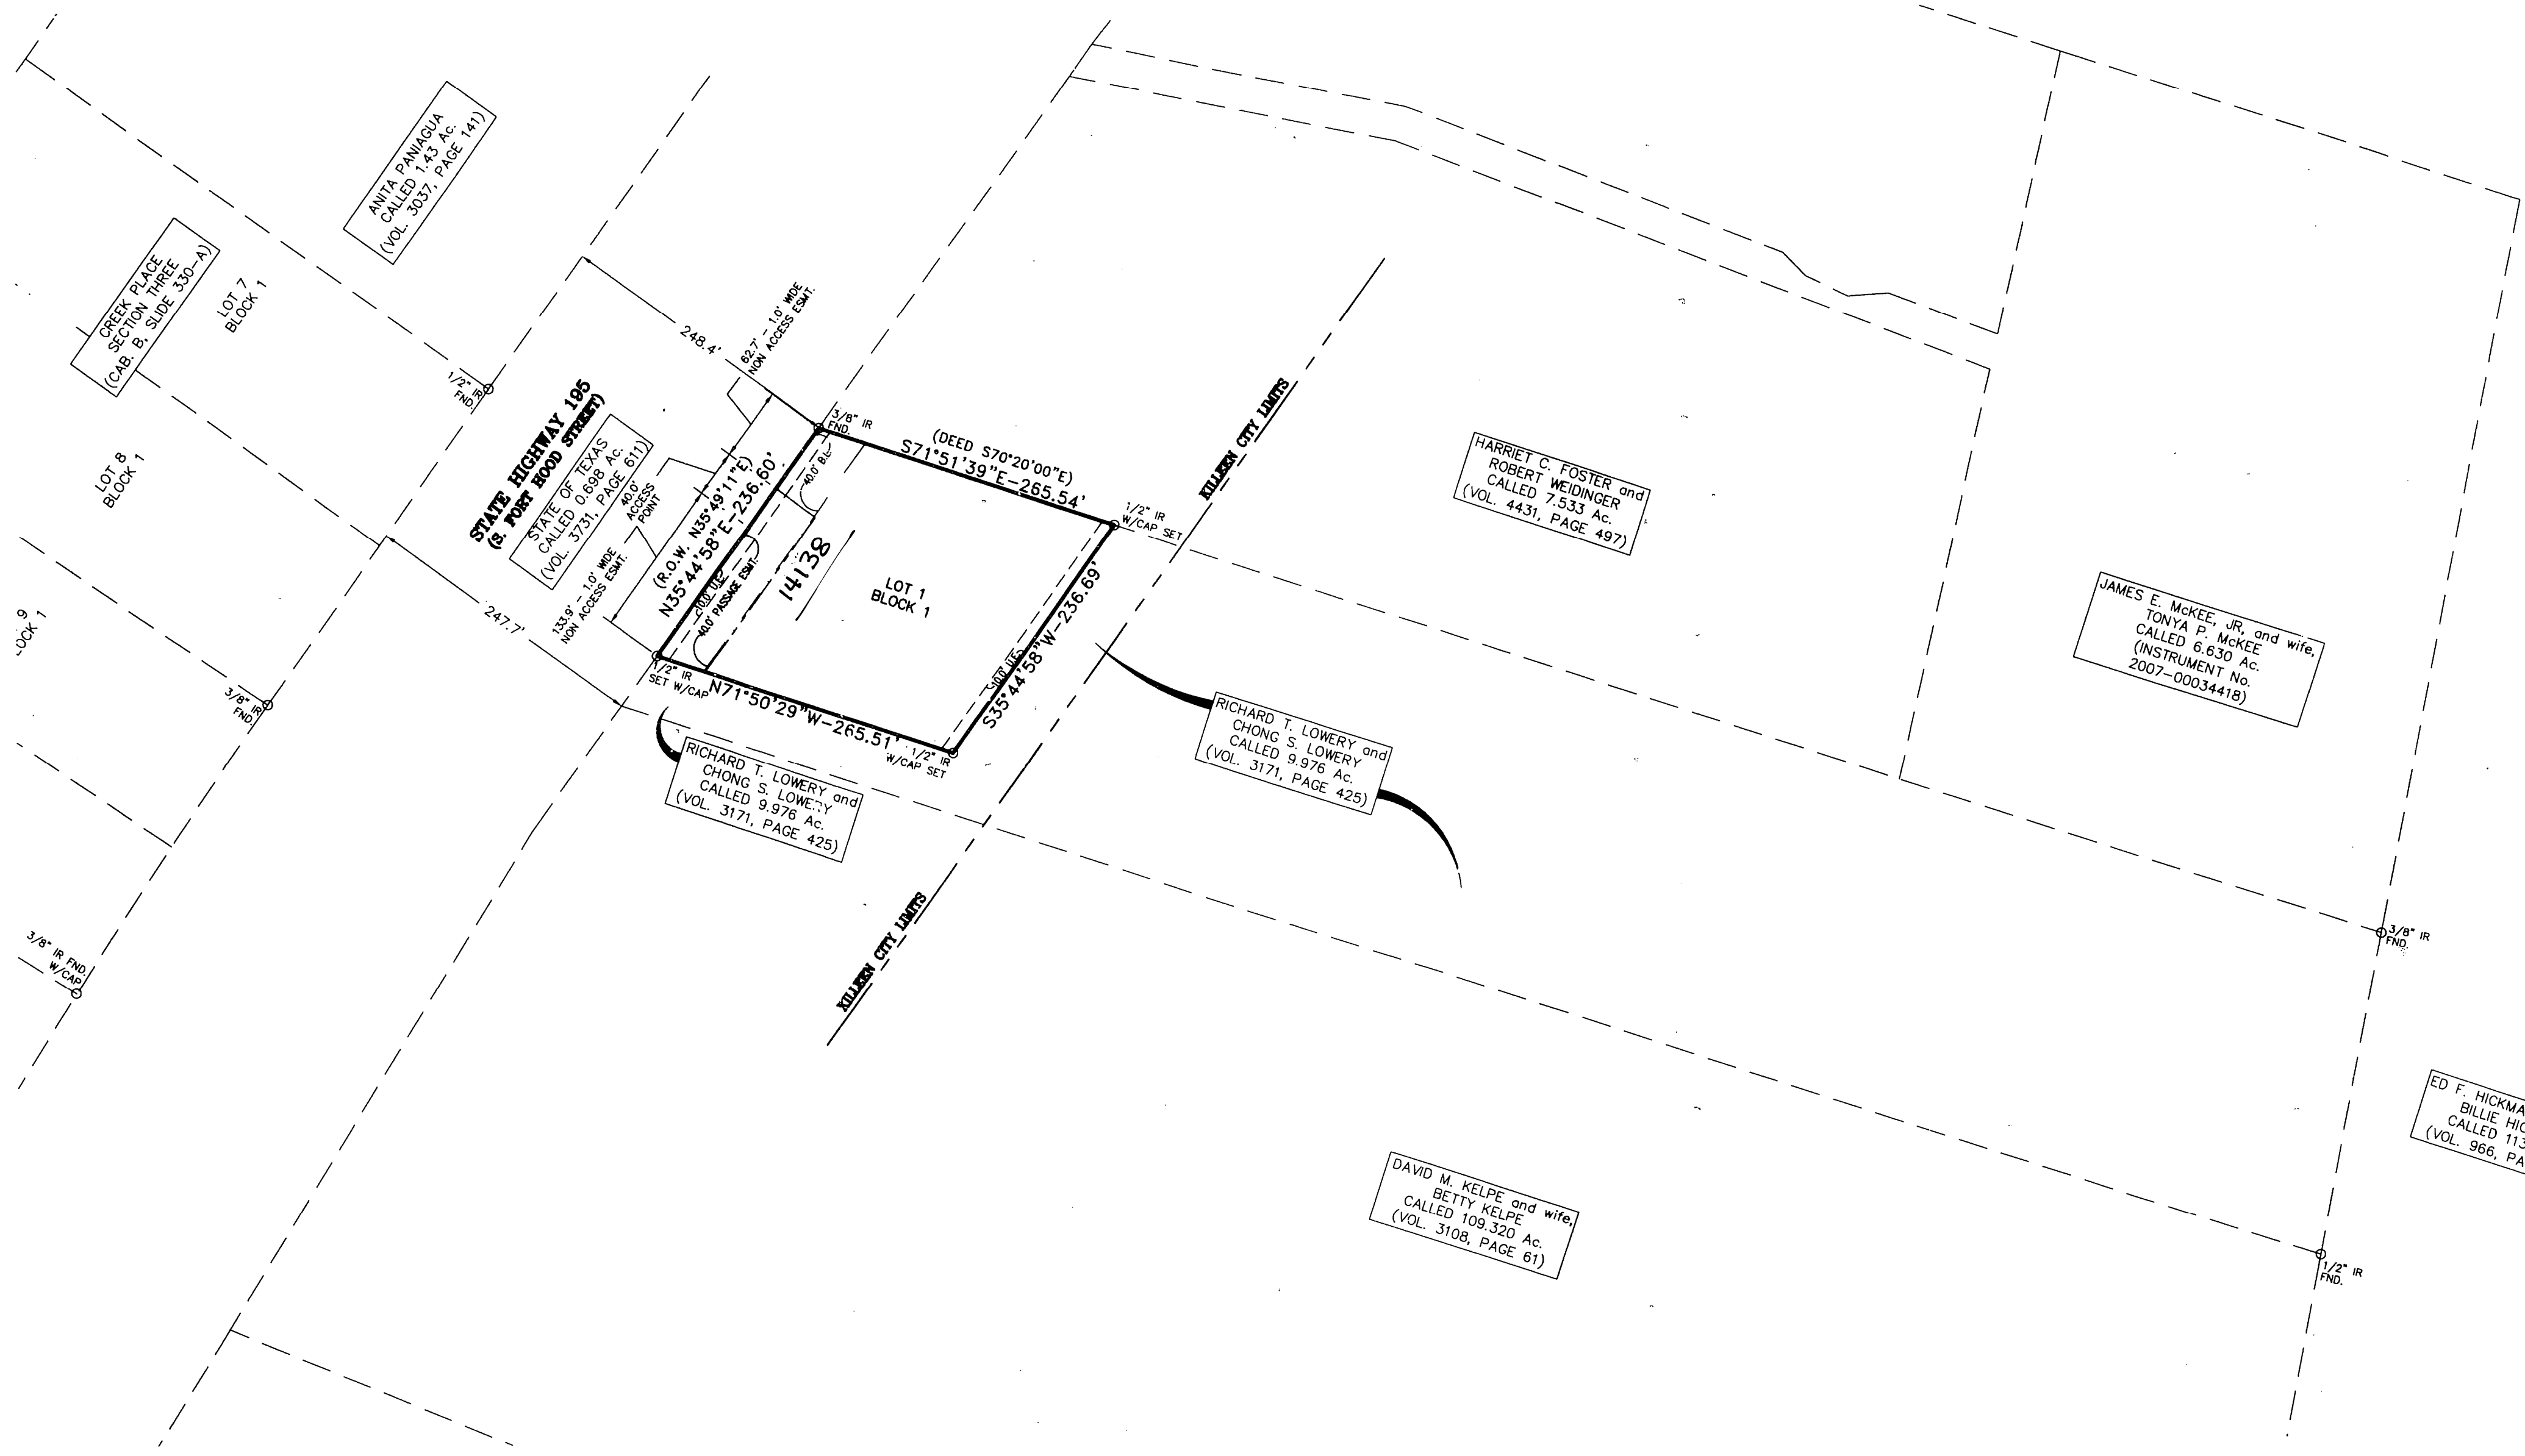 ANITA PANIAGUA
CALLED 1.43 Ac.
(VOL. 3037, PAGE 141)
CREEK PLACE
SECTION THREE
(CAB. B, SLIDE 330-A)
LOT 7
BLOCK 1
LOT 8
BLOCK 1
9
OCK 1
1/2" IR
FND.
3/8" IR
FND.
3/8" IR FND.
W/CAP
248.4'
247.7'
STATE HIGHWAY 195
(S. FORT HOOD STREET)
STATE OF TEXAS
CALLED 0.698 Ac.
(VOL. 3731, PAGE 611)
62.7' - 1.0' WIDE
NON ACCESS ESMT.
40.0'
ACCESS
POINT
133.9' - 1.0' WIDE
NON ACCESS ESMT.
(R.O.W. N35°49'11"E)
N35°44'58"E-236.60'
10.0' U.E.
40.0' PASSAGE ESMT.
40.0' B.L.
3/8" IR
FND.
(DEED S70°20'00"E)
S71°51'39"E-265.54'
1/2" IR
W/CAP SET
14138
LOT 1
BLOCK 1
10.0' U.E.
S35°44'58"W-236.69'
1/2" IR
SET W/CAP
N71°50'29"W-265.51'
1/2" IR
W/CAP SET
KILLEEN CITY LIMITS
KILLEEN CITY LIMITS
RICHARD T. LOWERY and
CHONG S. LOWERY
CALLED 9.976 Ac.
(VOL. 3171, PAGE 425)
RICHARD T. LOWERY and
CHONG S. LOWERY
CALLED 9.976 Ac.
(VOL. 3171, PAGE 425)
HARRIET C. FOSTER and
ROBERT WEIDINGER
CALLED 7.533 Ac.
(VOL. 4431, PAGE 497)
JAMES E. McKEE, JR, and wife,
TONYA P. McKEE
CALLED 6.630 Ac.
(INSTRUMENT No.
2007-00034418)
3/8" IR
FND.
DAVID M. KELPE and wife,
BETTY KELPE
CALLED 109.320 Ac.
(VOL. 3108, PAGE 61)
1/2" IR
FND.
ED F. HICKMA
BILLIE HIC
CALLED 113
(VOL. 966, PA